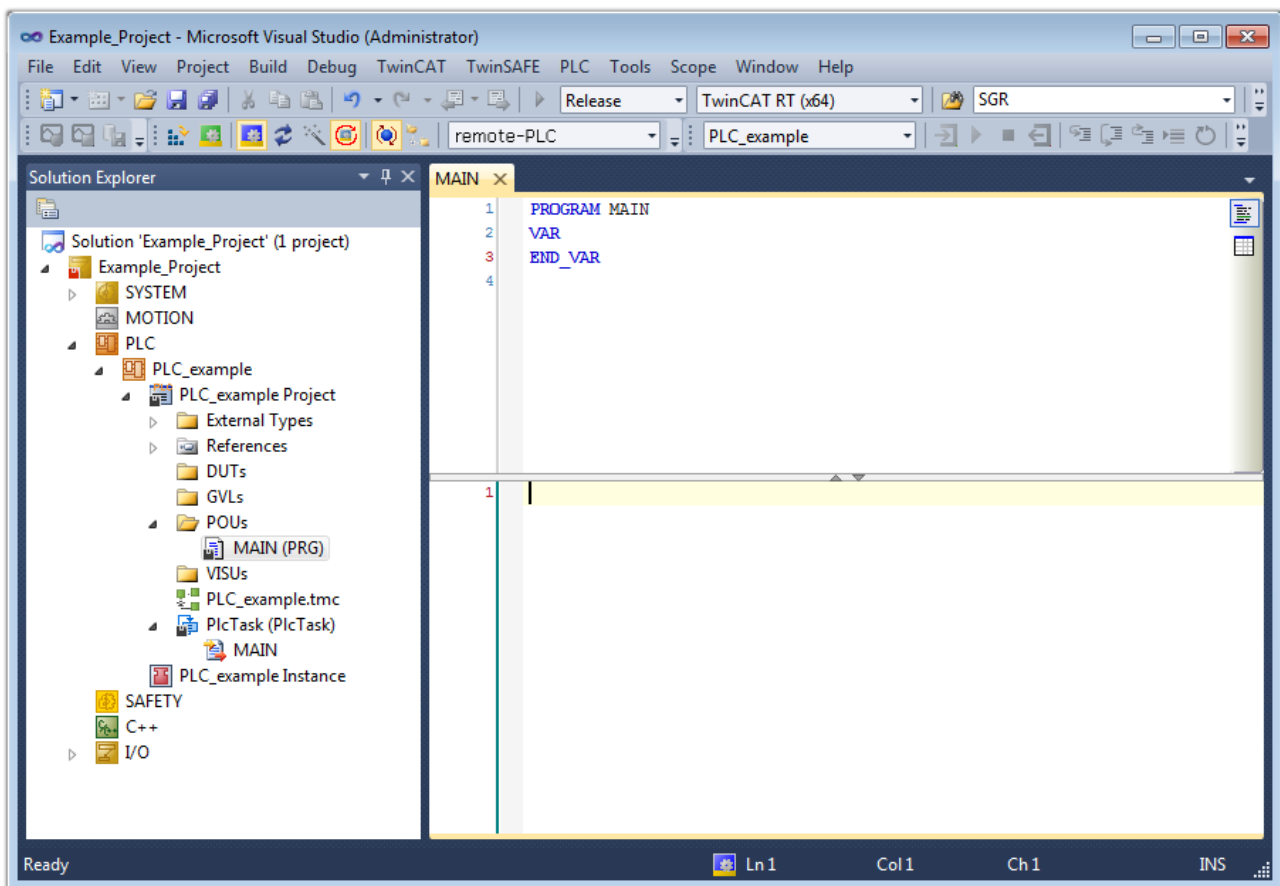 Example_Project - Microsoft Visual Studio (Administrator)
File Edit View Project Build Debug TwinCAT TwinSAFE PLC Tools Scope Window Help
Release TwinCAT RT (x64) SGR
remote-PLC PLC_example
Solution Explorer
MAIN
1 PROGRAM MAIN
2 VAR
3 END_VAR
4
1
Solution 'Example_Project' (1 project)
Example_Project
SYSTEM
MOTION
PLC
PLC_example
PLC_example Project
External Types
References
DUTs
GVLs
POUs
MAIN (PRG)
VISUs
PLC_example.tmc
PlcTask (PlcTask)
MAIN
PLC_example Instance
SAFETY
C++
I/O
Ready Ln 1 Col 1 Ch 1 INS